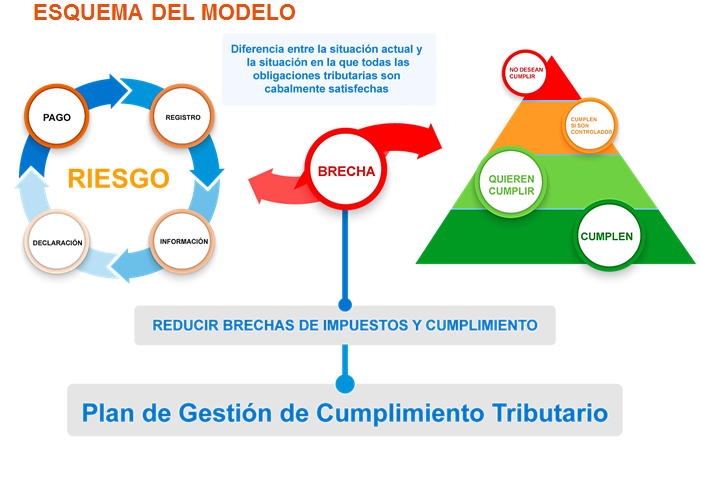 ESQUEMA DEL MODELO
Diferencia entre la situación actual y
la situación en la que todas las
obligaciones tributarias son
cabalmente satisfechas
PAGO
REGISTRO
RIESGO
DECLARACIÓN
INFORMACIÓN
BRECHA
NO DESEAN
CUMPLIR
CUMPLEN
SI SON
CONTROLADOS
QUIEREN
CUMPLIR
CUMPLEN
REDUCIR BRECHAS DE IMPUESTOS Y CUMPLIMIENTO
Plan de Gestión de Cumplimiento Tributario